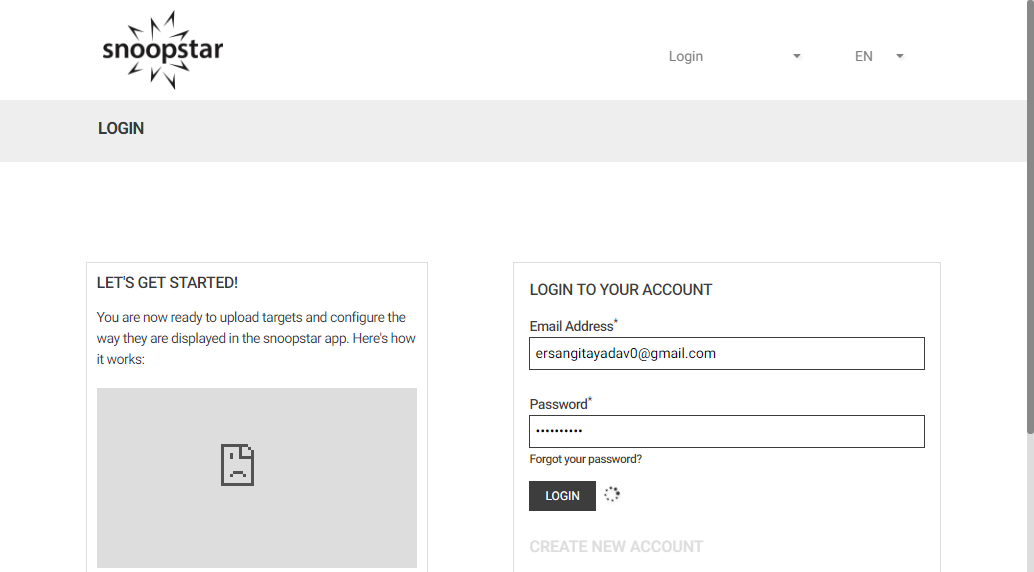 snoopstar
Login
EN
LOGIN
LET'S GET STARTED!
You are now ready to upload targets and configure the
way they are displayed in the snoopstar app. Here's how
it works:
LOGIN TO YOUR ACCOUNT
Email Address*
ersangitayadav0@gmail.com
Password*
••••••••••
Forgot your password?
LOGIN
CREATE NEW ACCOUNT